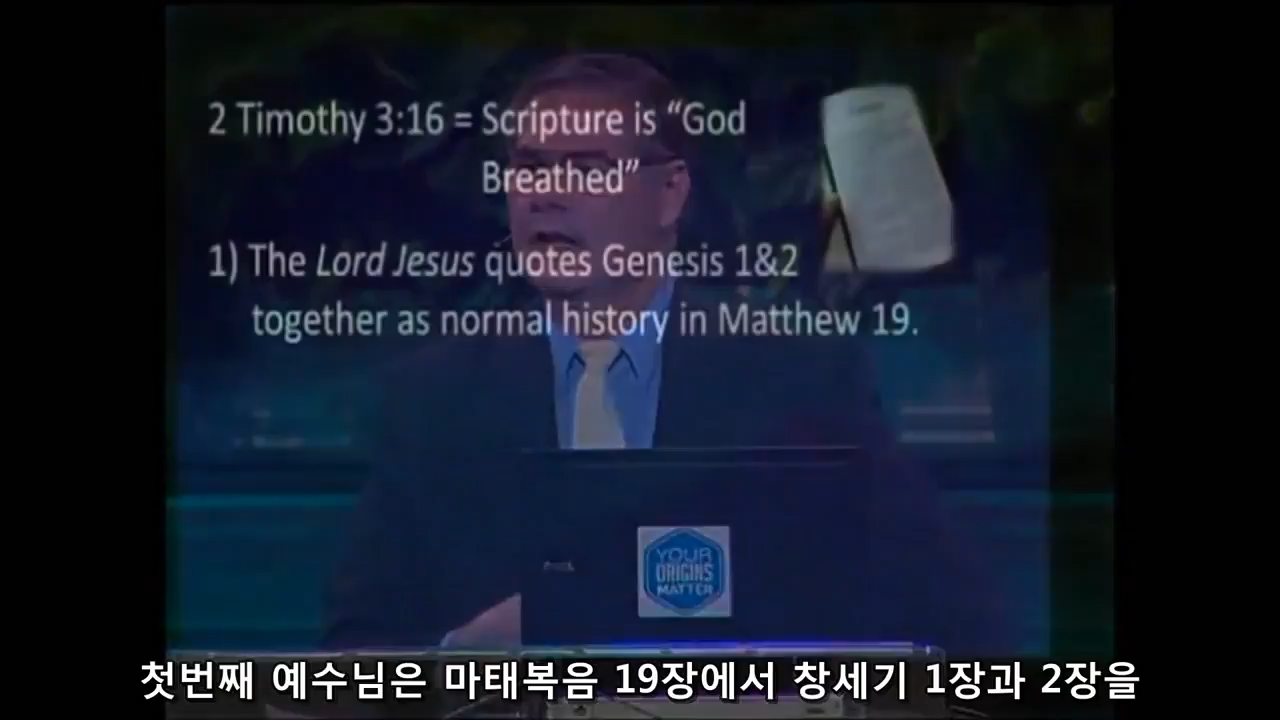 2 Timothy 3:16 = Scripture is “God
Breathed”
1) The Lord Jesus quotes Genesis 1&2
together as normal history in Matthew 19.
YOUR
ORIGINS
MATTER
첫번째 예수님은 마태복음 19장에서 창세기 1장과 2장을